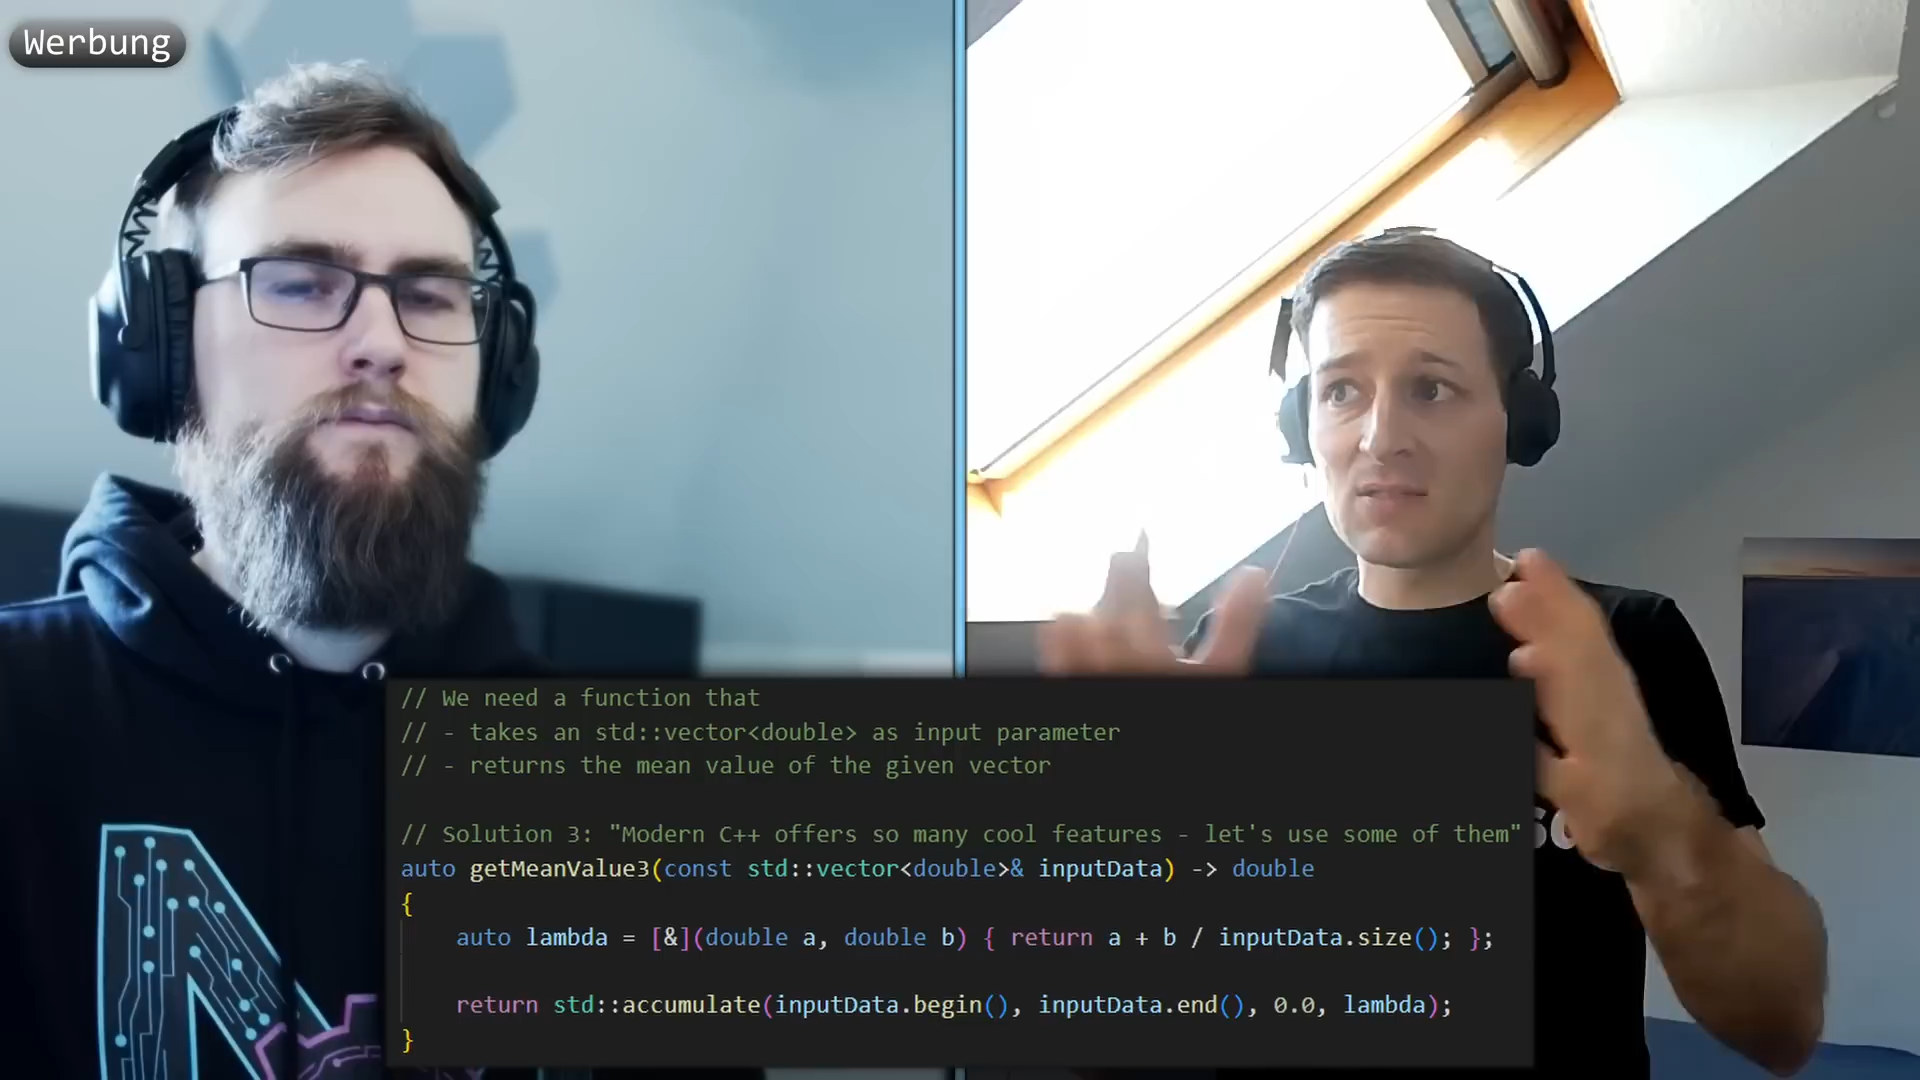 Werbung
// We need a function that
// - takes an std::vector<double> as input parameter
// - returns the mean value of the given vector
// Solution 3: "Modern C++ offers so many cool features - let's use some of them"
auto getMeanValue3(const std::vector<double>& inputData) -> double
{
auto lambda = [&](double a, double b) { return a + b / inputData.size(); };
return std::accumulate(inputData.begin(), inputData.end(), 0.0, lambda);
}